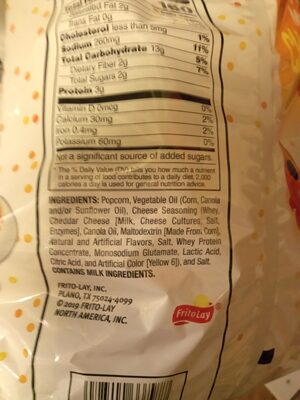 160
Saturated Fat 2g
Trans Fat 0g
Cholesterol less than 5mg 1%
Sodium 260mg 11%
Total Carbohydrate 13g 5%
Dietary Fiber 2g 7%
Total Sugars 2g
Protein 3g
Vitamin D 0mcg 0%
Calcium 30mg 2%
Iron 0.4mg 2%
Potassium 60mg 0%
Not a significant source of added sugars.
* The % Daily Value (DV) tells you how much a nutrient
in a serving of food contributes to a daily diet. 2,000
calories a day is used for general nutrition advice.
INGREDIENTS: Popcorn, Vegetable Oil (Corn, Canola
and/or Sunflower Oil), Cheese Seasoning (Whey,
Cheddar Cheese [Milk, Cheese Cultures, Salt,
Enzymes], Canola Oil, Maltodextrin [Made From Corn],
Natural and Artificial Flavors, Salt, Whey Protein
Concentrate, Monosodium Glutamate, Lactic Acid,
Citric Acid, and Artificial Color [Yellow 6]), and Salt.
CONTAINS MILK INGREDIENTS.
FRITO-LAY, INC.
PLANO, TX 75024-4099
© 2019 FRITO-LAY
NORTH AMERICA, INC.
FritoLay